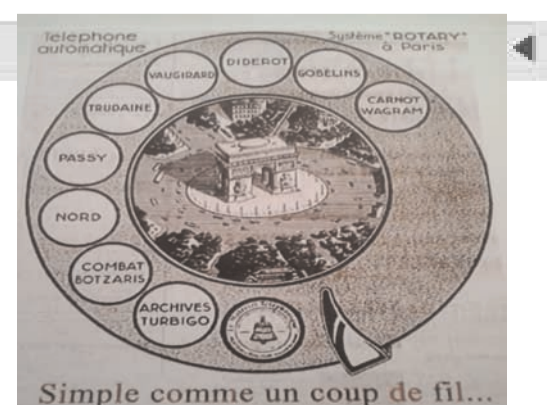 Telephone
automatique
Système "ROTARY"
à Paris
CARNOT
WAGRAM
GOBELINS
DIDEROT
VAUGIRARD
TRUDAINE
PASSY
NORD
COMBAT
BOTZARIS
ARCHIVES
TURBIGO
Simple comme un coup de fil...